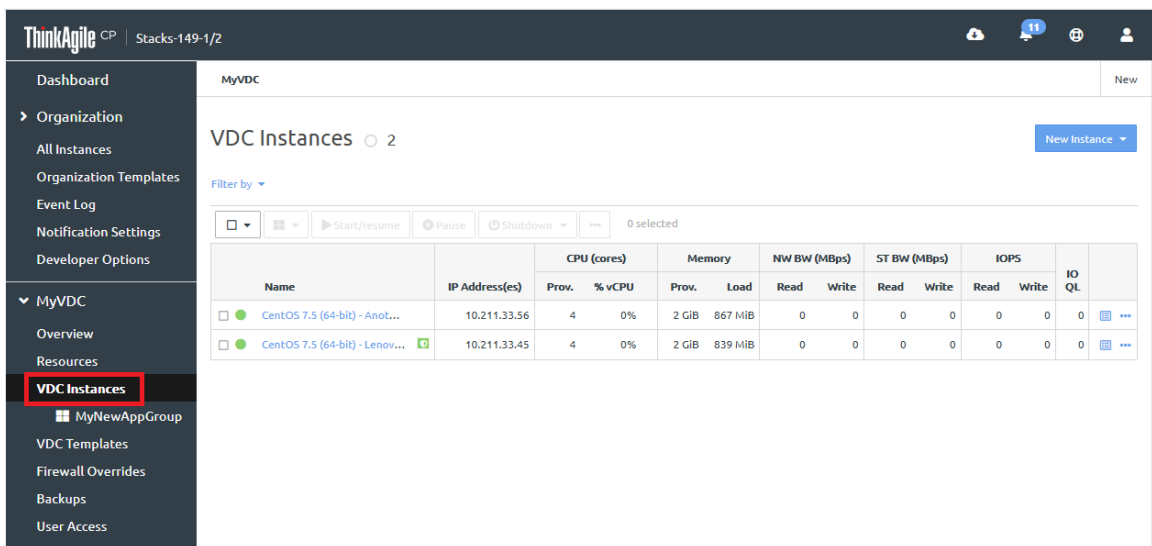 ThinkAgile CP | Stacks-149-1/2
11
Dashboard
Organization
All Instances
Organization Templates
Event Log
Notification Settings
Developer Options
MyVDC
Overview
Resources
VDC Instances
MyNewAppGroup
VDC Templates
Firewall Overrides
Backups
User Access
MyVDC
New
VDC Instances 2
New Instance
Filter by
Start/resume Pause Shutdown ... 0 selected
CPU (cores) Memory NW BW (MBps) ST BW (MBps) IOPS IO QL
Name IP Address(es) Prov. % vCPU Prov. Load Read Write Read Write Read Write
CentOS 7.5 (64-bit) - Anot... 10.211.33.56 4 0% 2 GiB 867 MiB 0 0 0 0 0 0 0
CentOS 7.5 (64-bit) - Lenov... 10.211.33.45 4 0% 2 GiB 839 MiB 0 0 0 0 0 0 0